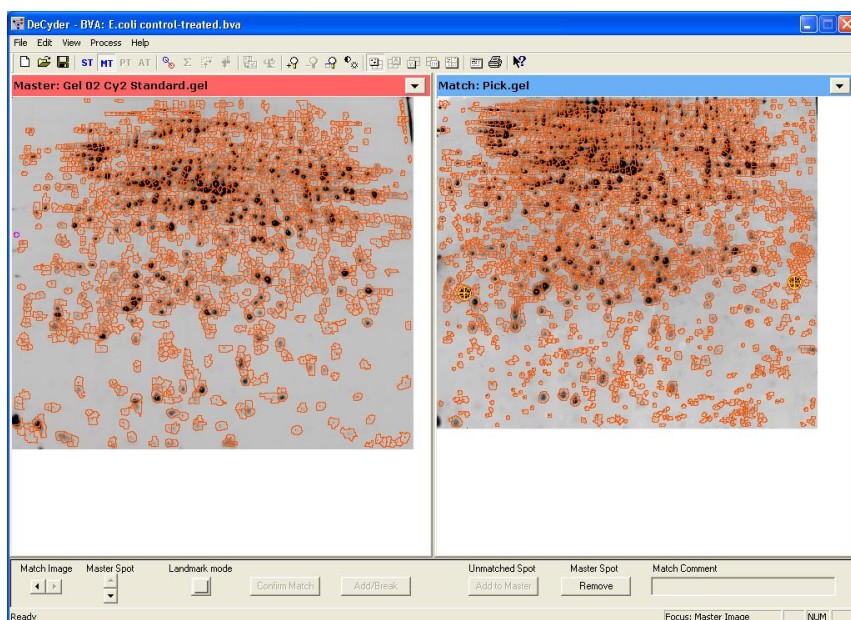 DeCyder - BVA: E.coli control-treated.bva
File Edit View Process Help
ST MT PT AT
Master: Gel 02 Cy2 Standard.gel
Match: Pick.gel
Match Image Master Spot Landmark mode Unmatched Spot Master Spot Match Comment
Confirm Match Add/Break Add to Master Remove
Ready Focus: Master Image NUM